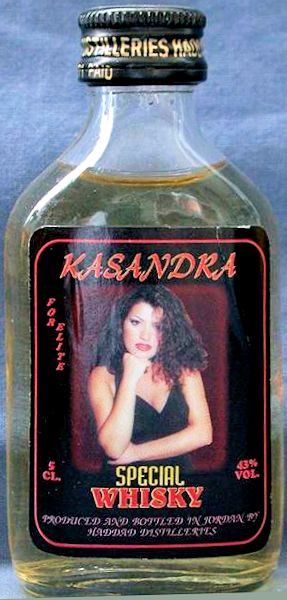 DISTILLERIES HADD
PAID
KASANDRA
FOR ELITE
5 CL.
43% VOL.
SPECIAL
WHISKY
PRODUCED AND BOTTLED IN JORDAN BY
HADDAD DISTILLERIES